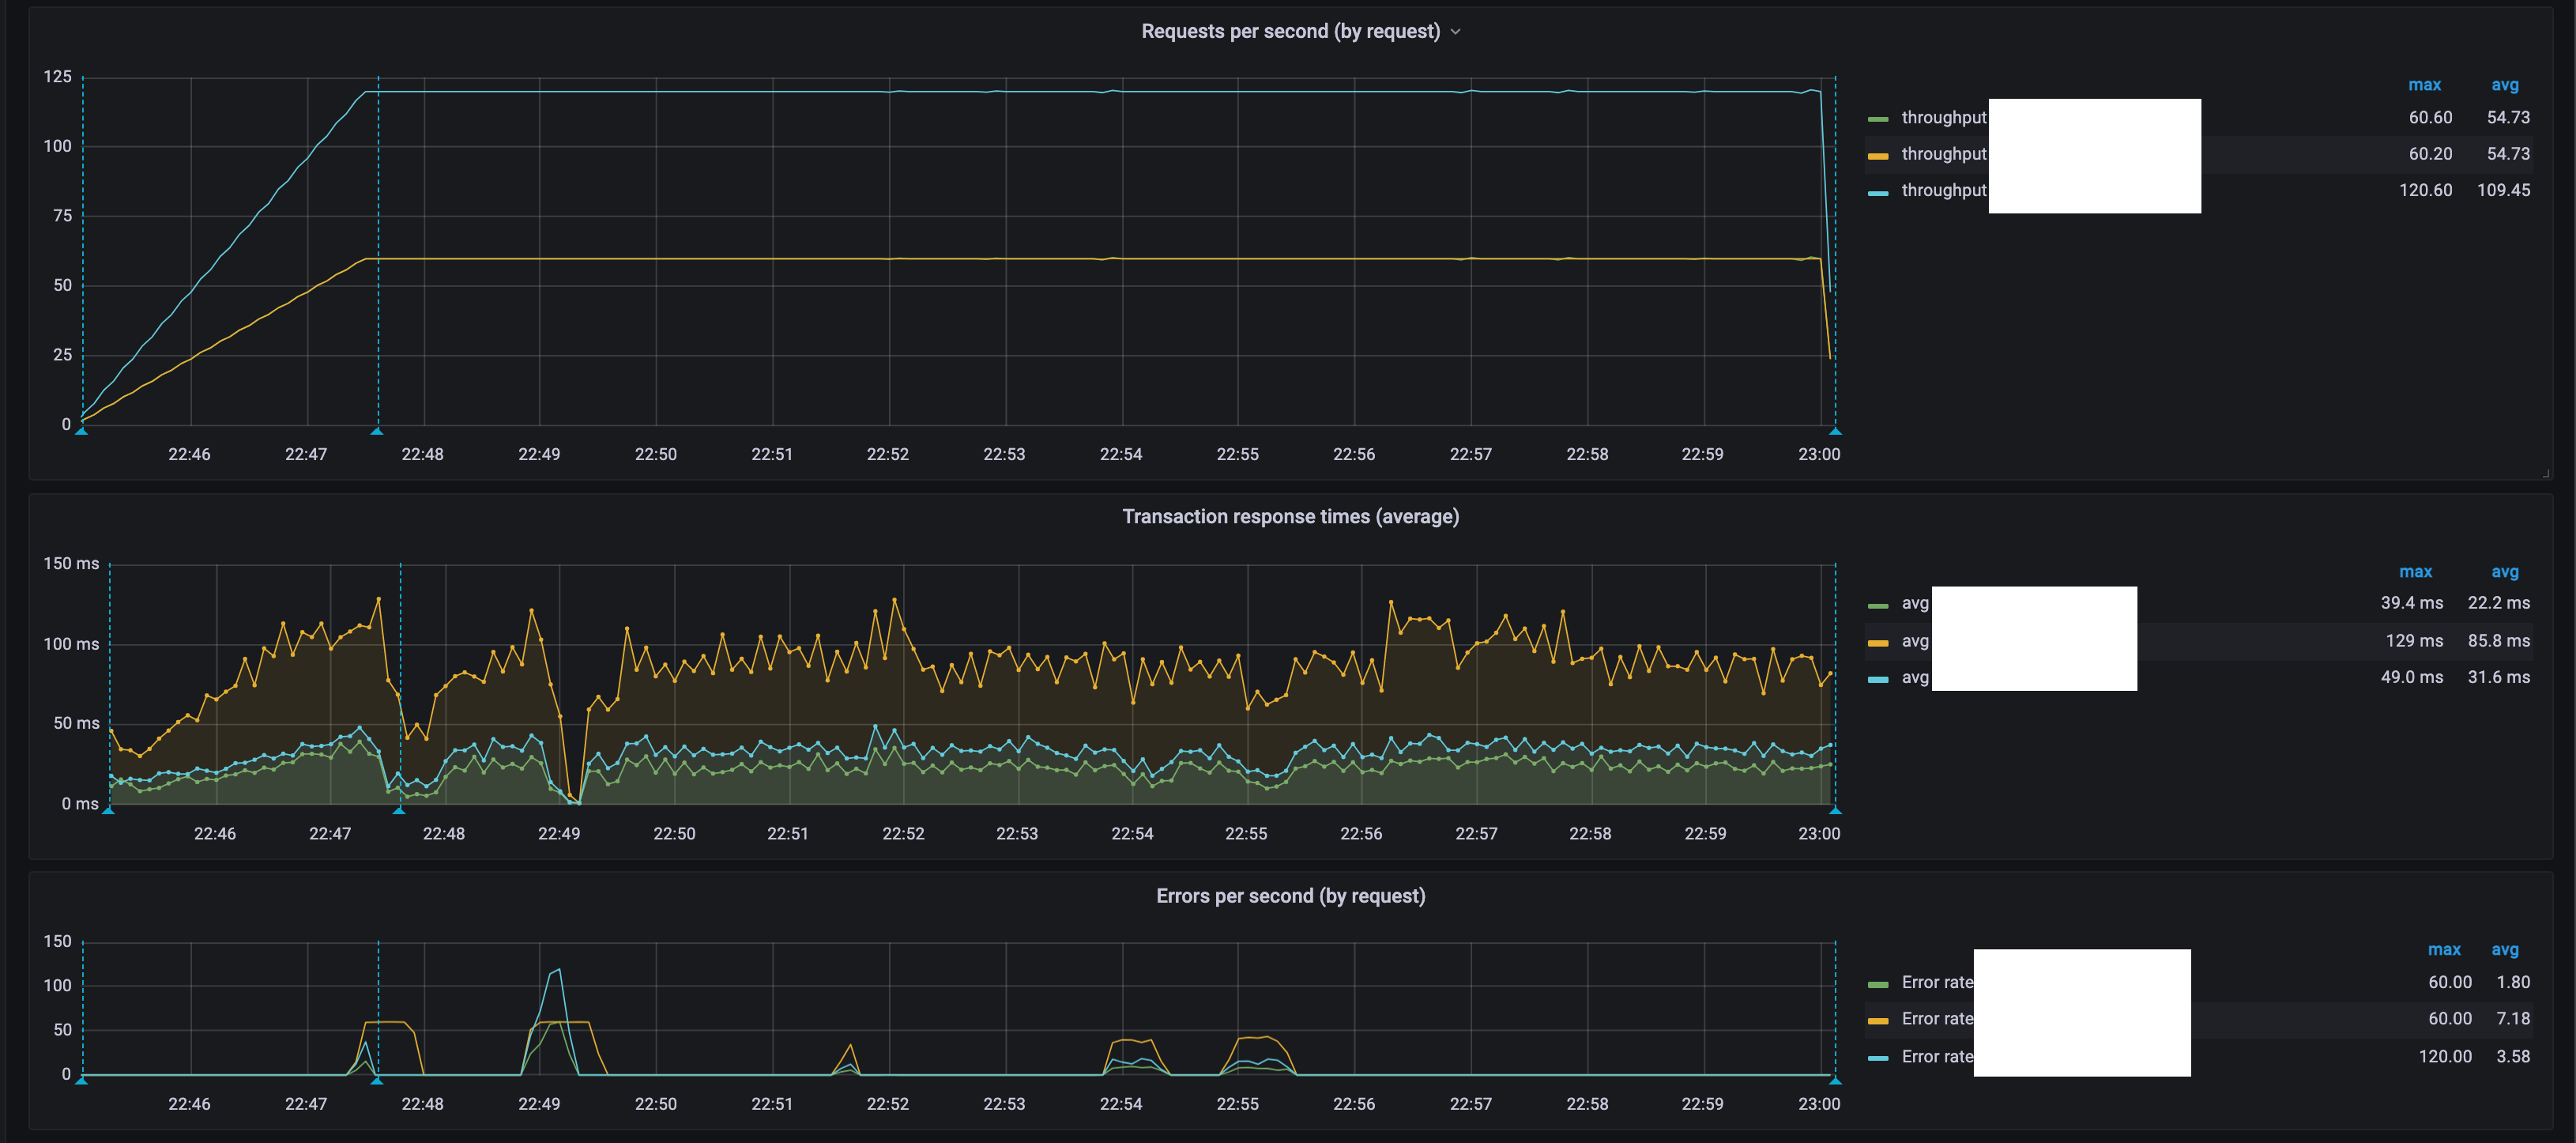 Requests per second (by request)
125
100
75
50
25
0
22:46 22:47 22:48 22:49 22:50 22:51 22:52 22:53 22:54 22:55 22:56 22:57 22:58 22:59 23:00
max avg
throughput 60.60 54.73
throughput 60.20 54.73
throughput 120.60 109.45
Transaction response times (average)
150 ms
100 ms
50 ms
0 ms
22:46 22:47 22:48 22:49 22:50 22:51 22:52 22:53 22:54 22:55 22:56 22:57 22:58 22:59 23:00
max avg
avg 39.4 ms 22.2 ms
avg 129 ms 85.8 ms
avg 49.0 ms 31.6 ms
Errors per second (by request)
150
100
50
0
22:46 22:47 22:48 22:49 22:50 22:51 22:52 22:53 22:54 22:55 22:56 22:57 22:58 22:59 23:00
max avg
Error rate 60.00 1.80
Error rate 60.00 7.18
Error rate 120.00 3.58